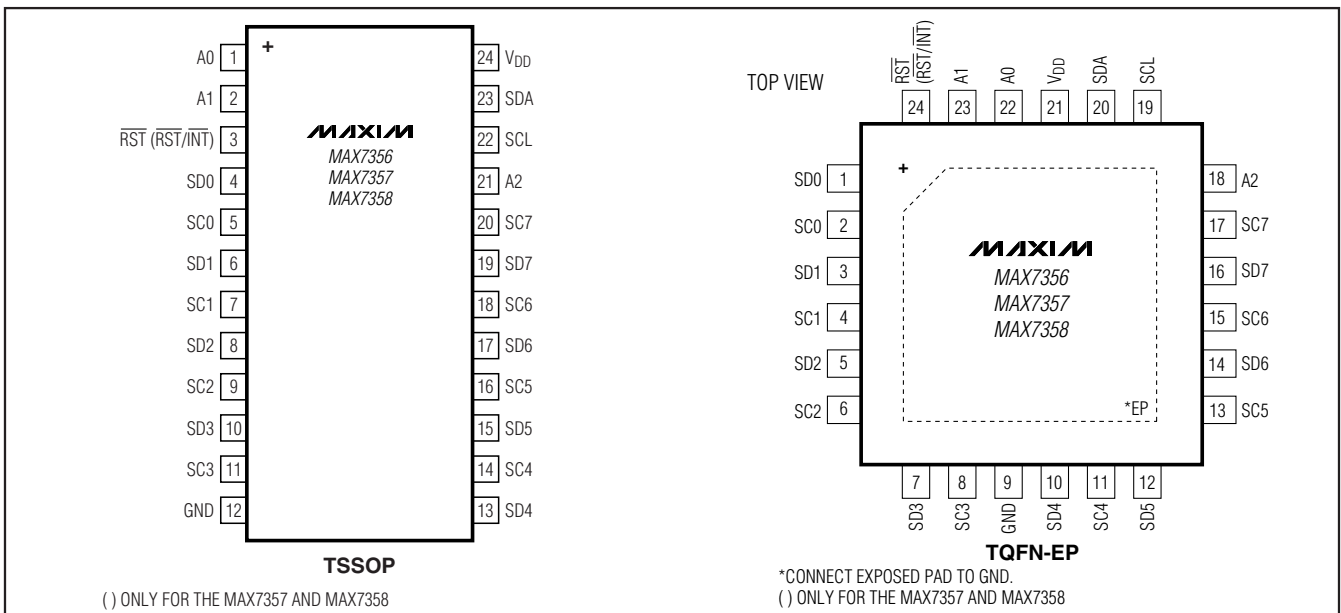 A0 1
A1 2
RST (RST/INT) 3
SD0 4
SC0 5
SD1 6
SC1 7
SD2 8
SC2 9
SD3 10
SC3 11
GND 12
+
MAXIM
MAX7356
MAX7357
MAX7358
24 VDD
23 SDA
22 SCL
21 A2
20 SC7
19 SD7
18 SC6
17 SD6
16 SC5
15 SD5
14 SC4
13 SD4
TSSOP
( ) ONLY FOR THE MAX7357 AND MAX7358
TOP VIEW
RST (RST/INT) A1 A0 VDD SDA SCL
24 23 22 21 20 19
SD0 1
SC0 2
SD1 3
SC1 4
SD2 5
SC2 6
+
MAXIM
MAX7356
MAX7357
MAX7358
*EP
18 A2
17 SC7
16 SD7
15 SC6
14 SD6
13 SC5
7 8 9 10 11 12
SD3 SC3 GND SD4 SC4 SD5
TQFN-EP
*CONNECT EXPOSED PAD TO GND.
( ) ONLY FOR THE MAX7357 AND MAX7358